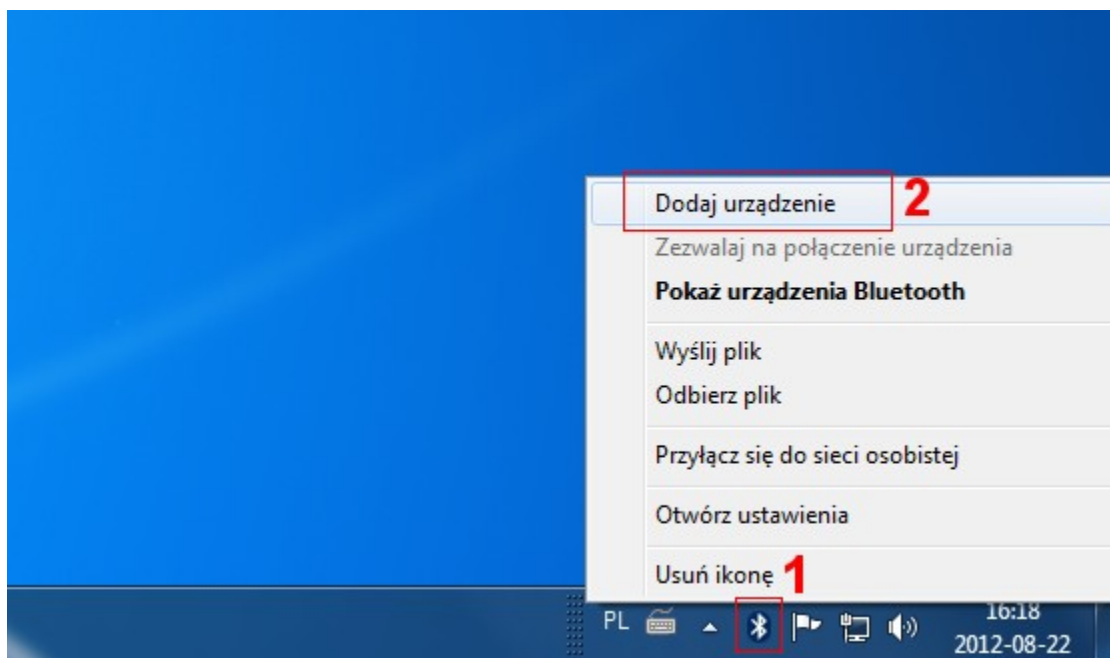 Dodaj urządzenie 2
Zezwalaj na połączenie urządzenia
Pokaż urządzenia Bluetooth
Wyślij plik
Odbierz plik
Przyłącz się do sieci osobistej
Otwórz ustawienia
Usuń ikonę 1
PL 16:18
2012-08-22